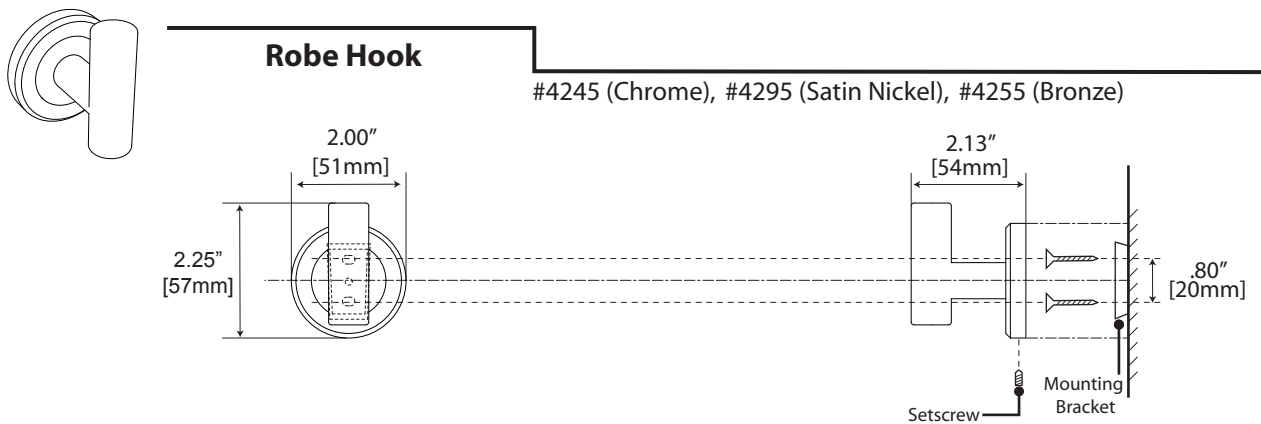 Robe Hook
#4245 (Chrome), #4295 (Satin Nickel), #4255 (Bronze)
2.00”
[51mm]
2.13”
[54mm]
2.25”
[57mm]
.80”
[20mm]
Setscrew
Mounting
Bracket